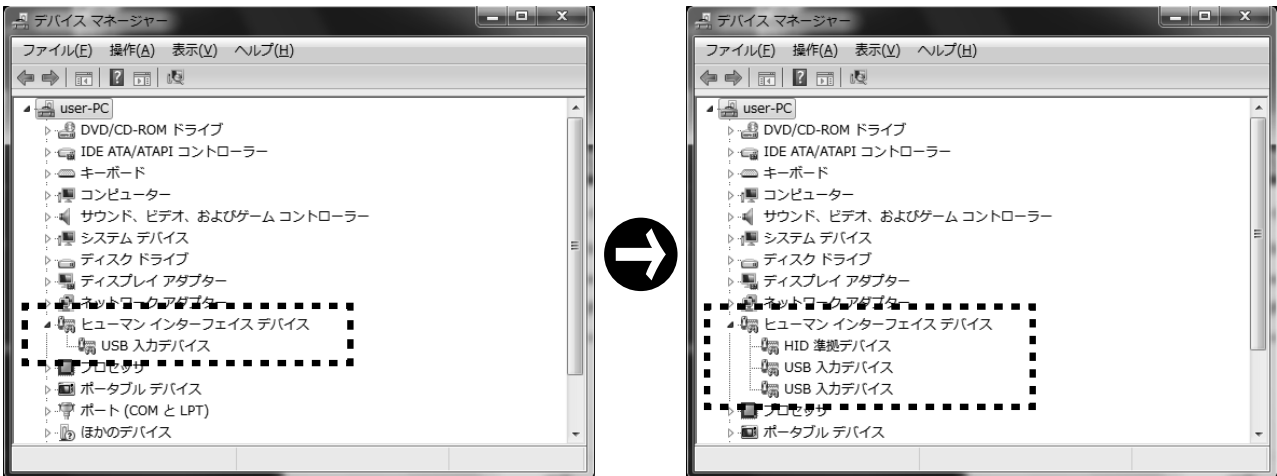 デバイス マネージャー
ファイル(F) 操作(A) 表示(V) ヘルプ(H)
user-PC
DVD/CD-ROM ドライブ
IDE ATA/ATAPI コントローラー
キーボード
コンピューター
サウンド、ビデオ、およびゲーム コントローラー
システム デバイス
ディスク ドライブ
ディスプレイ アダプター
ネットワーク アダプター
ヒューマン インターフェイス デバイス
USB 入力デバイス
プロセッサ
ポータブル デバイス
ポート (COM と LPT)
ほかのデバイス
デバイス マネージャー
ファイル(F) 操作(A) 表示(V) ヘルプ(H)
user-PC
DVD/CD-ROM ドライブ
IDE ATA/ATAPI コントローラー
キーボード
コンピューター
サウンド、ビデオ、およびゲーム コントローラー
システム デバイス
ディスク ドライブ
ディスプレイ アダプター
ネットワーク アダプター
ヒューマン インターフェイス デバイス
HID 準拠デバイス
USB 入力デバイス
USB 入力デバイス
プロセッサ
ポータブル デバイス